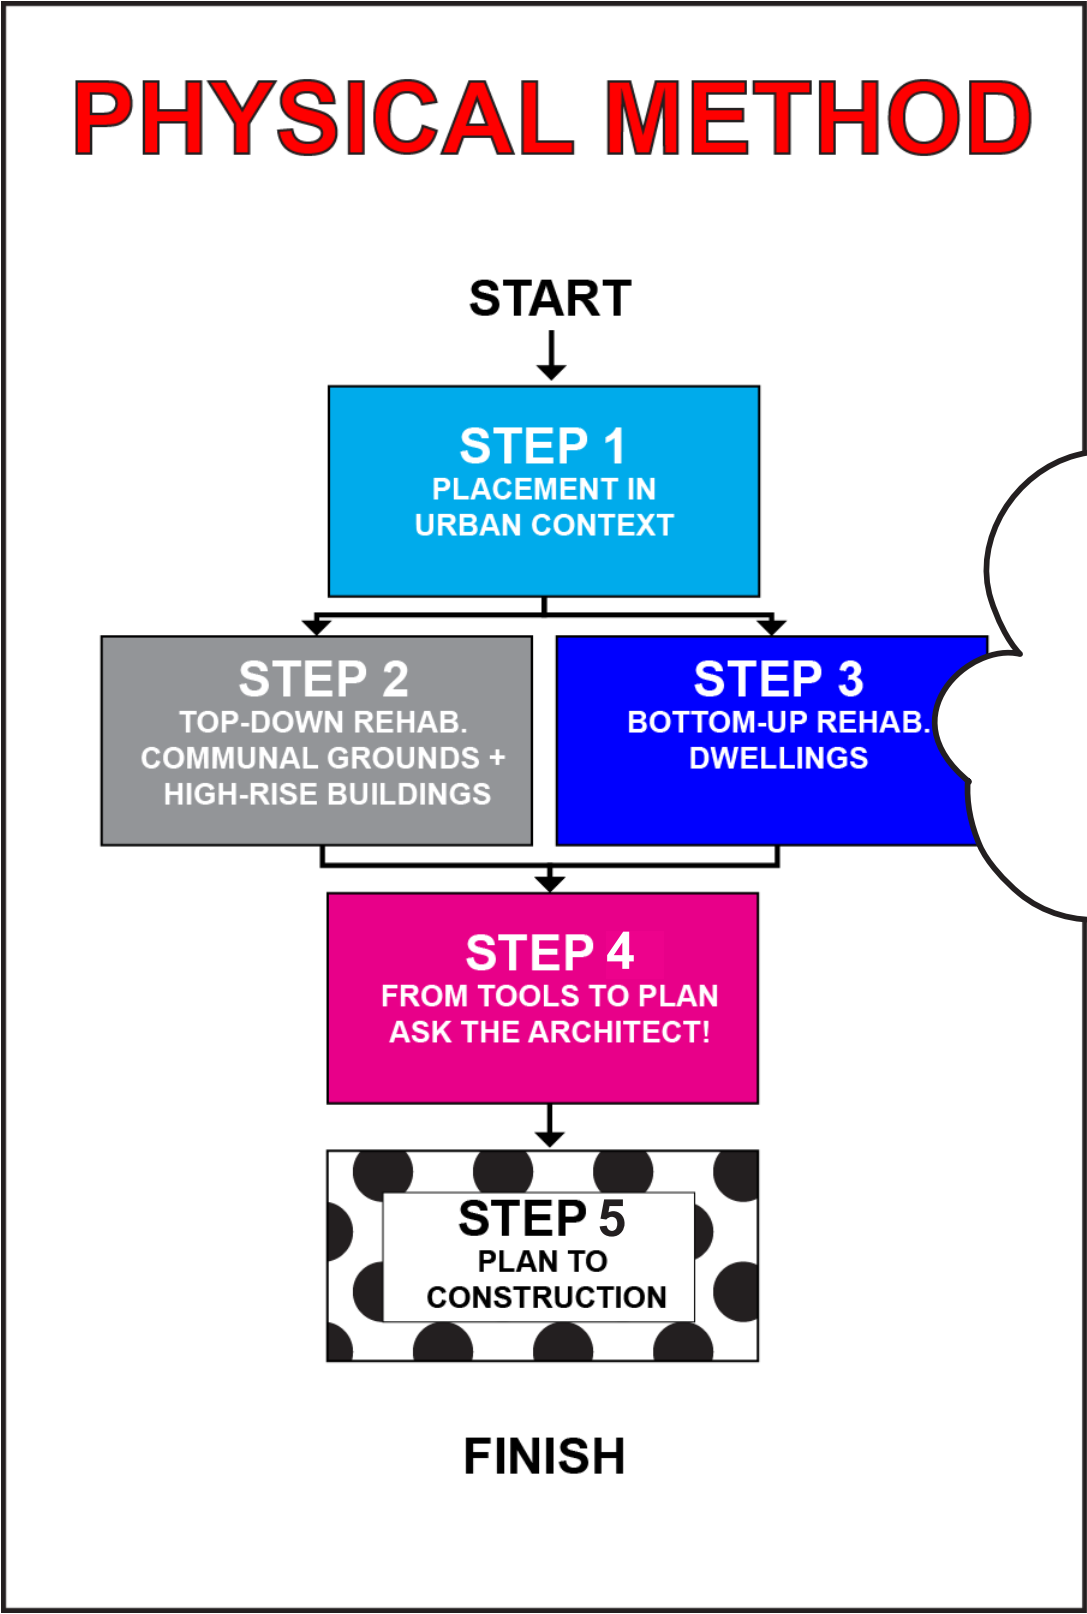 PHYSICAL METHOD
START
STEP 1
PLACEMENT IN
URBAN CONTEXT
STEP 2
TOP-DOWN REHAB.
COMMUNAL GROUNDS +
HIGH-RISE BUILDINGS
STEP 3
BOTTOM-UP REHAB.
DWELLINGS
STEP 4
FROM TOOLS TO PLAN
ASK THE ARCHITECT!
STEP 5
PLAN TO
CONSTRUCTION
FINISH